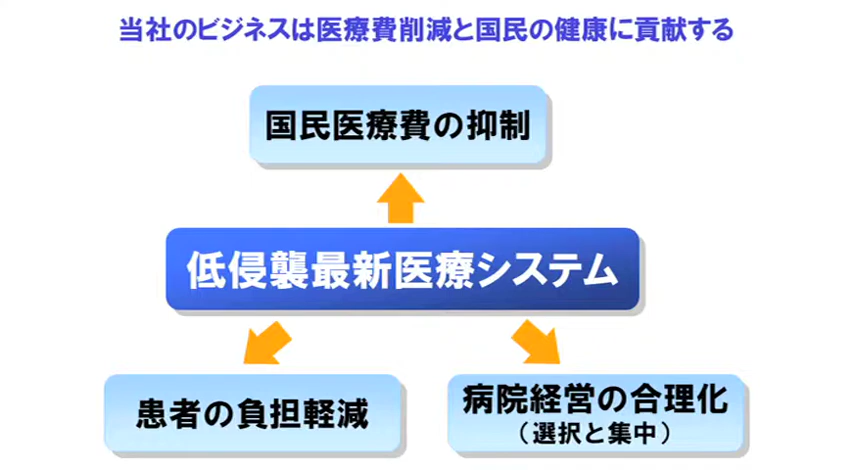 当社のビジネスは医療費削減と国民の健康に貢献する
国民医療費の抑制
低侵襲最新医療システム
患者の負担軽減
病院経営の合理化
（選択と集中）